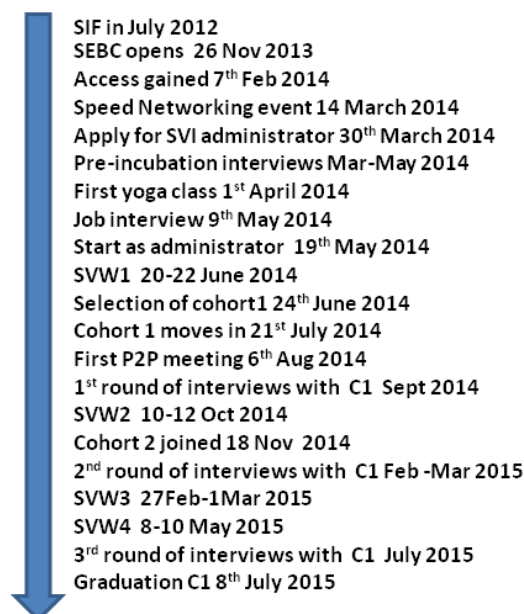 SIF in July 2012
SEBC opens 26 Nov 2013
Access gained 7th Feb 2014
Speed Networking event 14 March 2014
Apply for SVI administrator 30th March 2014
Pre-incubation interviews Mar-May 2014
First yoga class 1st April 2014
Job interview 9th May 2014
Start as administrator 19th May 2014
SVW1 20-22 June 2014
Selection of cohort1 24th June 2014
Cohort 1 moves in 21st July 2014
First P2P meeting 6th Aug 2014
1st round of interviews with C1 Sept 2014
SVW2 10-12 Oct 2014
Cohort 2 joined 18 Nov 2014
2nd round of interviews with C1 Feb -Mar 2015
SVW3 27Feb-1Mar 2015
SVW4 8-10 May 2015
3rd round of interviews with C1 July 2015
Graduation C1 8th July 2015